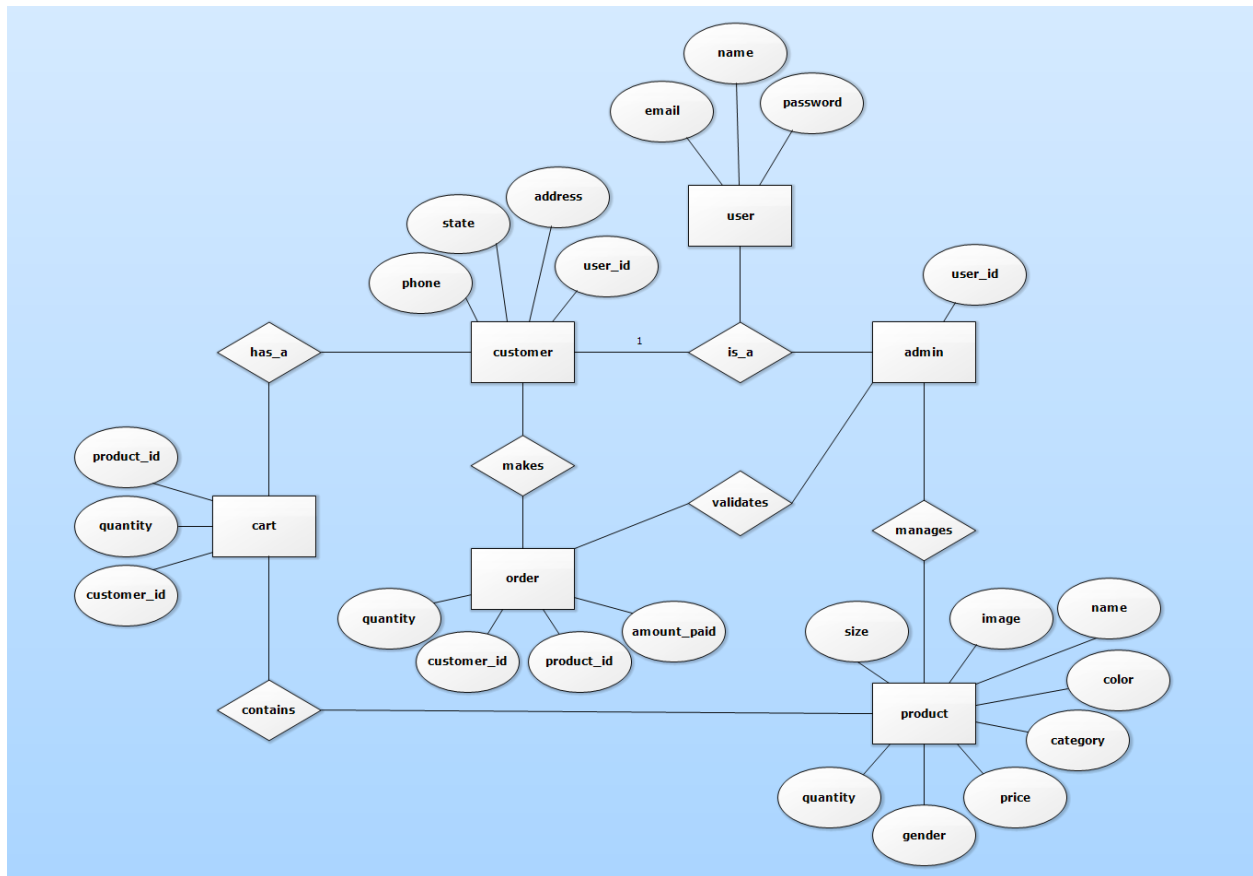 name
password
email
user
address
state
user_id
user_id
phone
has_a
customer
1
is_a
admin
product_id
makes
validates
quantity
cart
manages
customer_id
order
quantity
amount_paid
customer_id
product_id
size
image
name
color
contains
product
category
quantity
price
gender